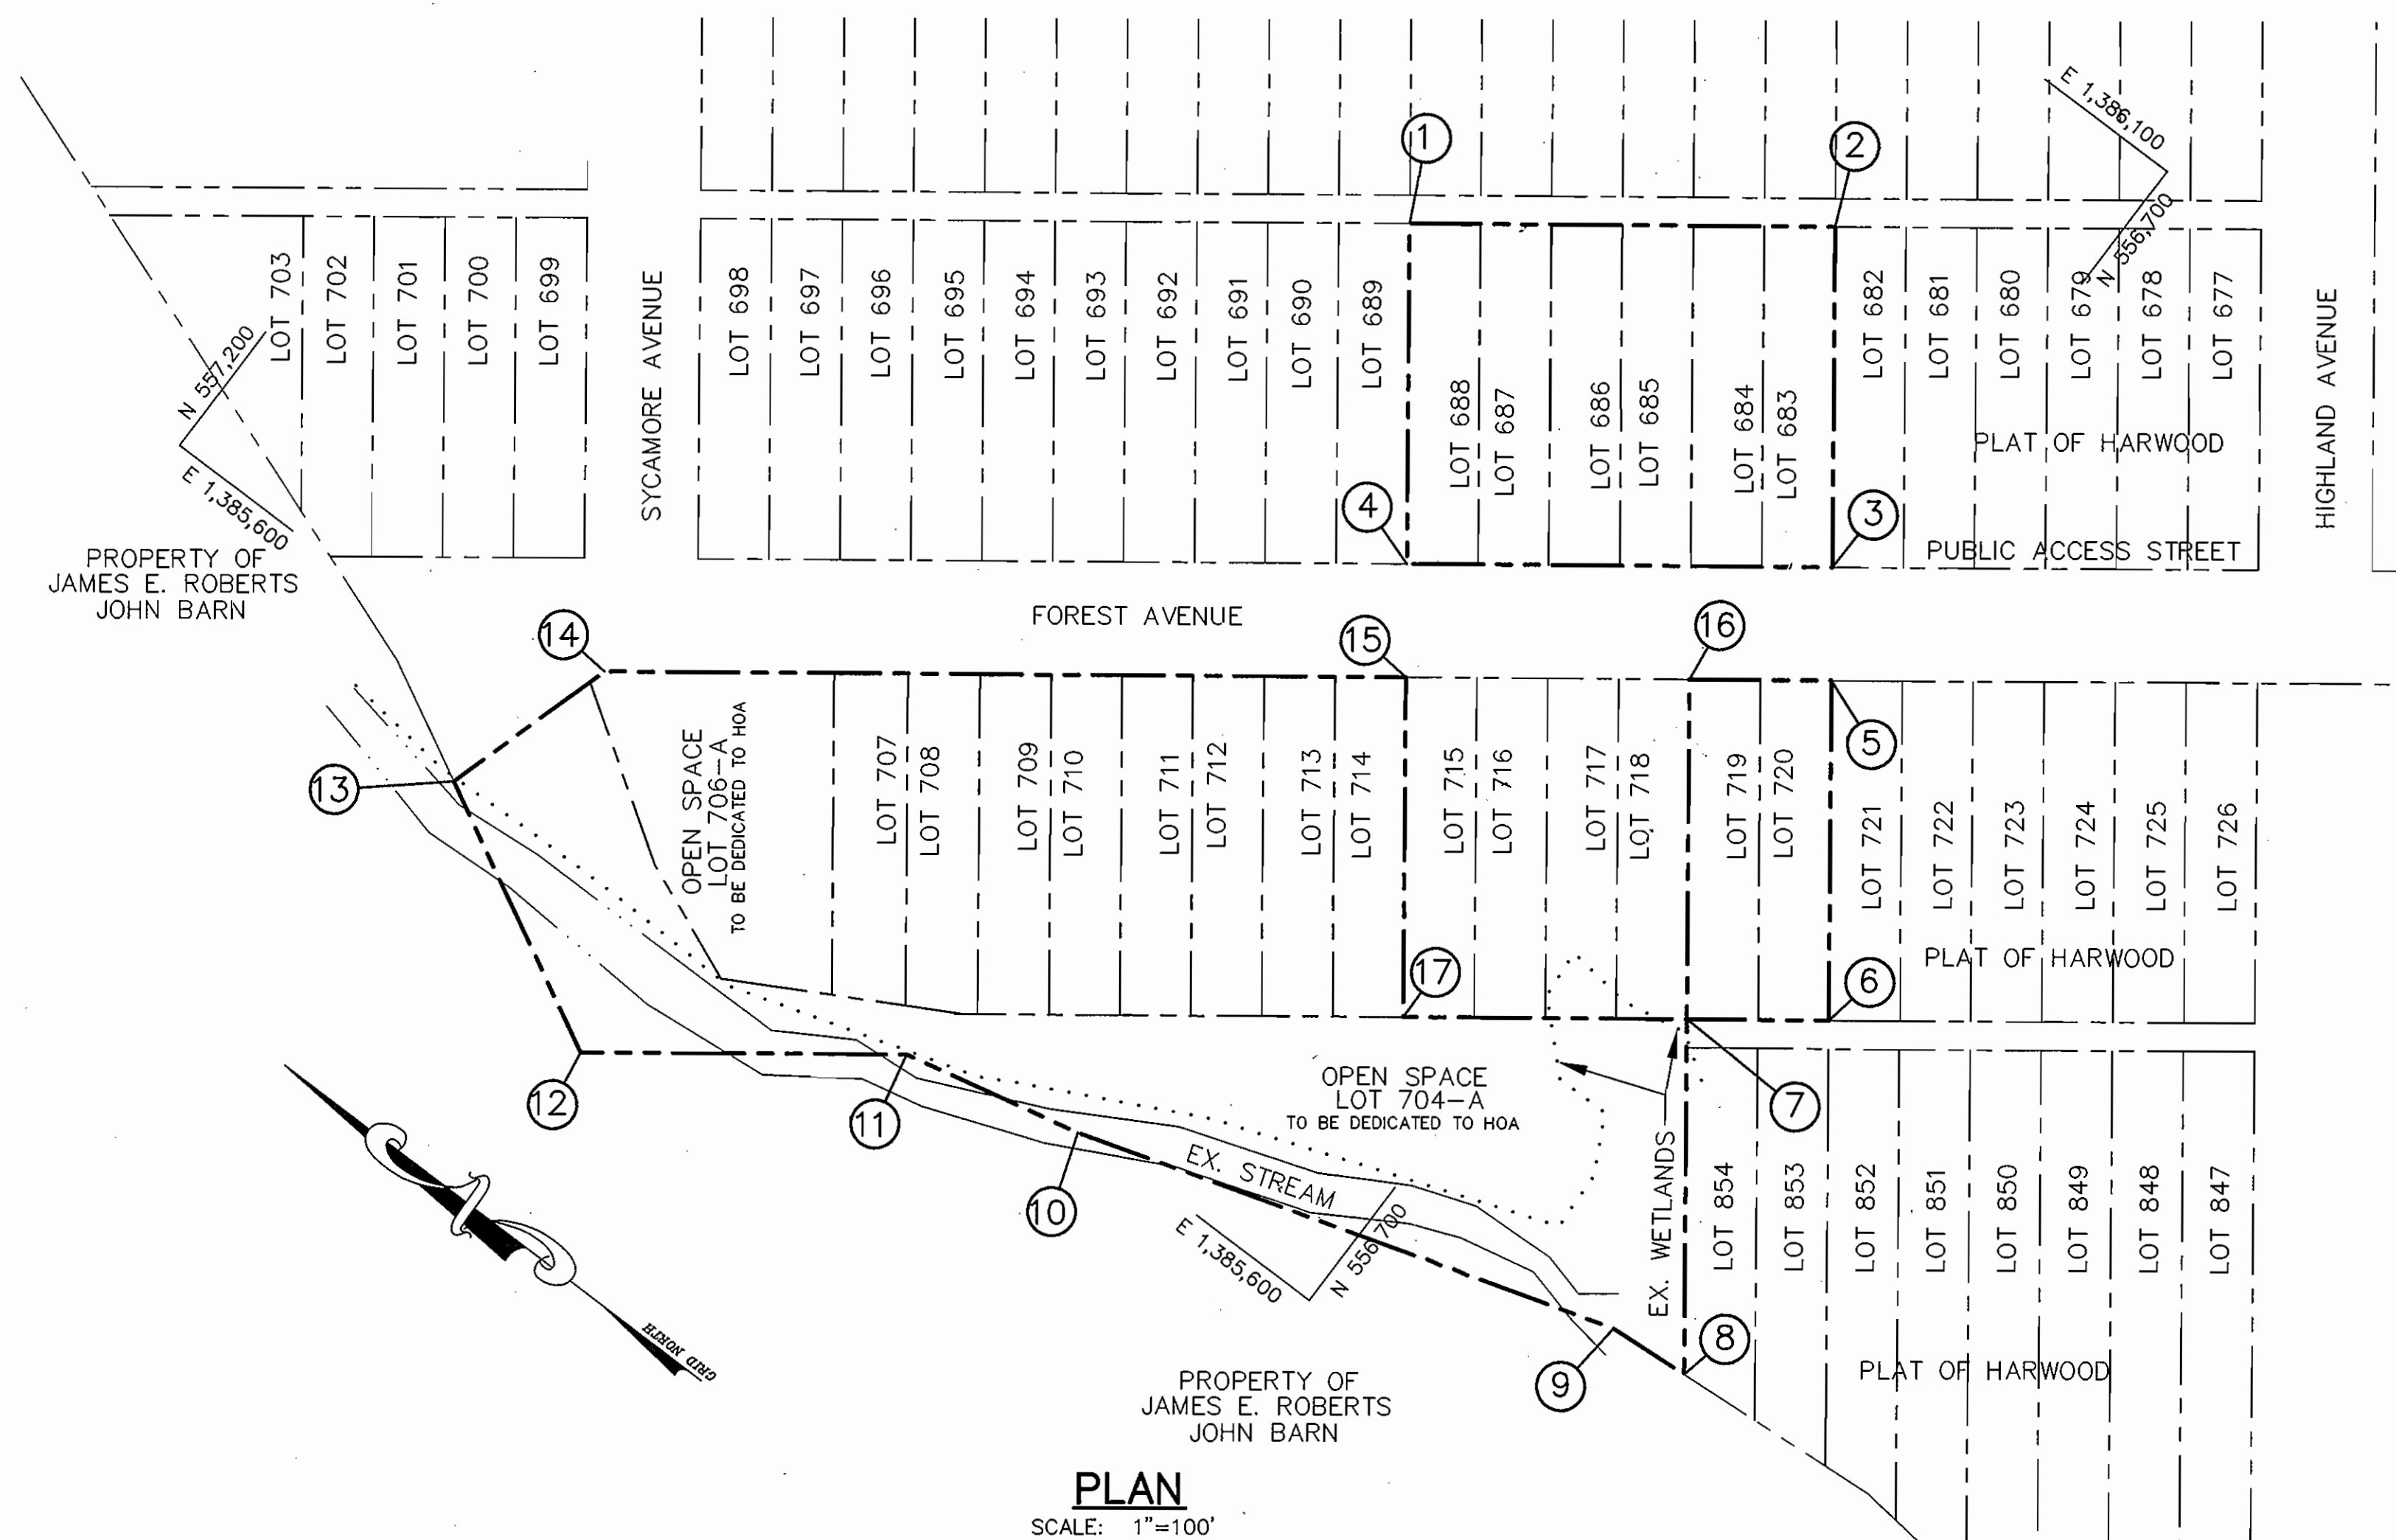 1
2
E 1,386,100
N 556,700
LOT 703
LOT 702
LOT 701
LOT 700
LOT 699
SYCAMORE AVENUE
LOT 698
LOT 697
LOT 696
LOT 695
LOT 694
LOT 693
LOT 692
LOT 691
LOT 690
LOT 689
LOT 688
LOT 687
LOT 686
LOT 685
LOT 684
LOT 683
LOT 682
LOT 681
LOT 680
LOT 679
LOT 678
LOT 677
HIGHLAND AVENUE
N 557,200
E 1,385,600
PLAT OF HARWOOD
4
3
PUBLIC ACCESS STREET
PROPERTY OF
JAMES E. ROBERTS
JOHN BARN
FOREST AVENUE
14
15
16
13
5
OPEN SPACE
LOT 706-A
TO BE DEDICATED TO HOA
LOT 707
LOT 708
LOT 709
LOT 710
LOT 711
LOT 712
LOT 713
LOT 714
LOT 715
LOT 716
LOT 717
LOT 718
LOT 719
LOT 720
LOT 721
LOT 722
LOT 723
LOT 724
LOT 725
LOT 726
PLAT OF HARWOOD
17
6
12
11
10
OPEN SPACE
LOT 704-A
TO BE DEDICATED TO HOA
7
EX. STREAM
EX. WETLANDS
E 1,385,600
N 556,700
LOT 854
LOT 853
LOT 852
LOT 851
LOT 850
LOT 849
LOT 848
LOT 847
8
9
PLAT OF HARWOOD
GRID NORTH
PROPERTY OF
JAMES E. ROBERTS
JOHN BARN
PLAN
SCALE: 1"=100'